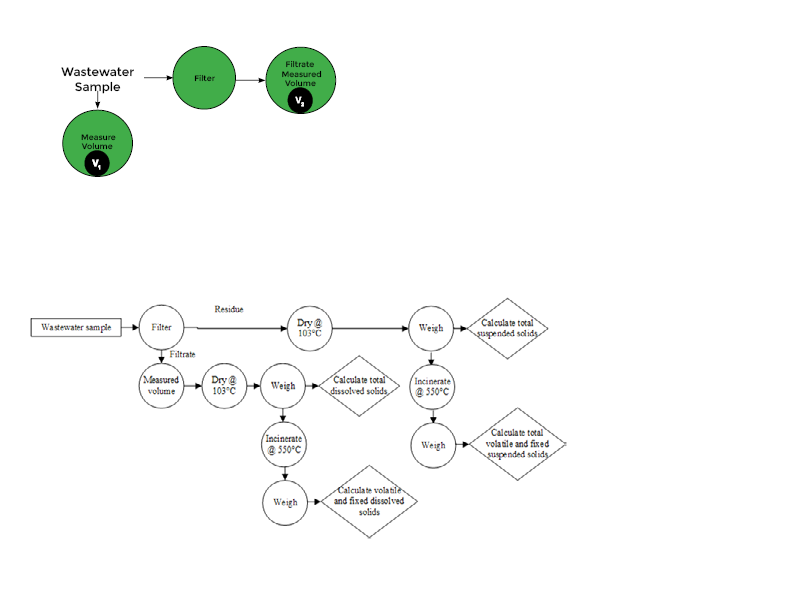 Wastewater
Sample
Filter
Filtrate
Measured
Volume
V2
Measure
Volume
V1
Residue
Wastewater sample
Filter
Dry @
103°C
Weigh
Calculate total
suspended solids
Filtrate
Measured
volume
Dry @
103°C
Weigh
Calculate total
dissolved solids
Incinerate
@ 550°C
Incinerate
@ 550°C
Weigh
Calculate total
volatile and fixed
suspended solids
Weigh
Calculate volatile
and fixed dissolved
solids